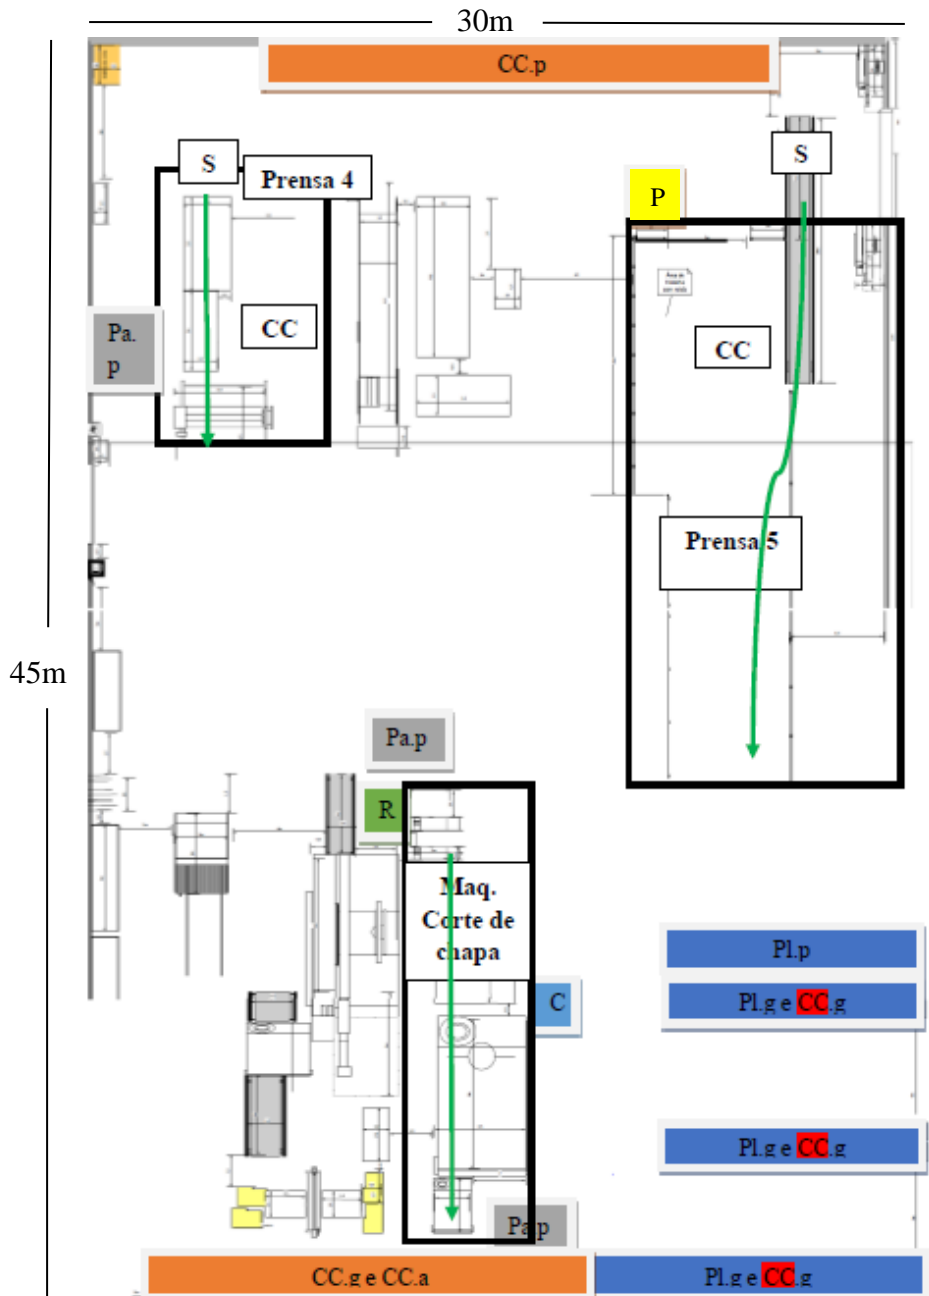 30m
CC.p
S
Prensa 4
S
P
CC
Pa.
p
CC
Prensa 5
45m
Pa.p
R
Maq.
Corte de
chapa
Pl.p
C
Pl.g e CC.g
Pl.g e CC.g
Pa.p
CC.g e CC.a
Pl.g e CC.g